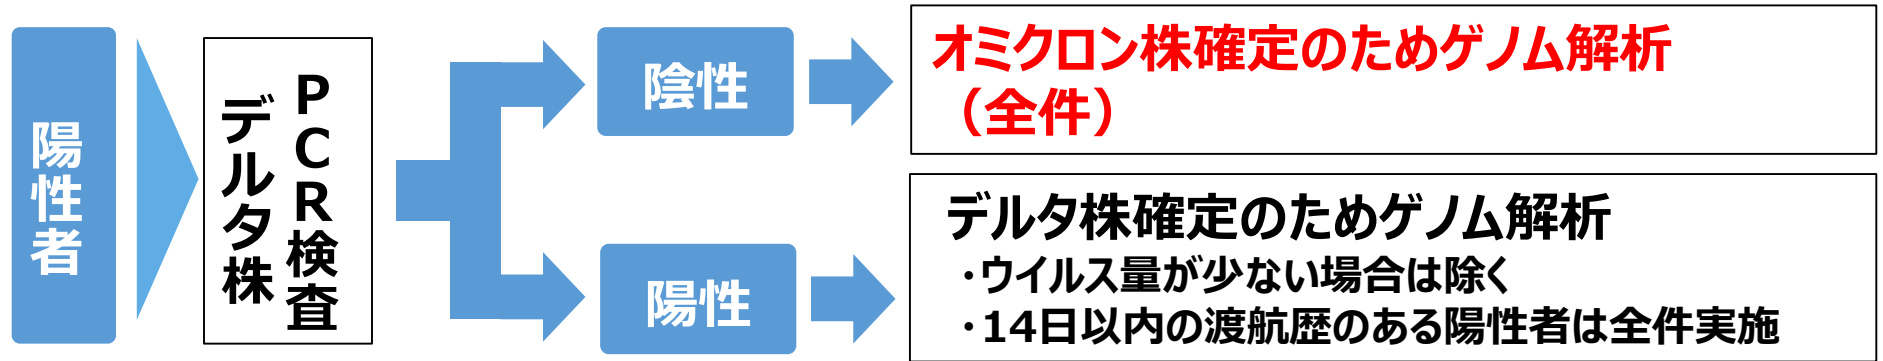 陽性者
デルタ株
PCR検査
陰性
オミクロン株確定のためゲノム解析
（全件）
陽性
デルタ株確定のためゲノム解析
・ウイルス量が少ない場合は除く
・14日以内の渡航歴のある陽性者は全件実施